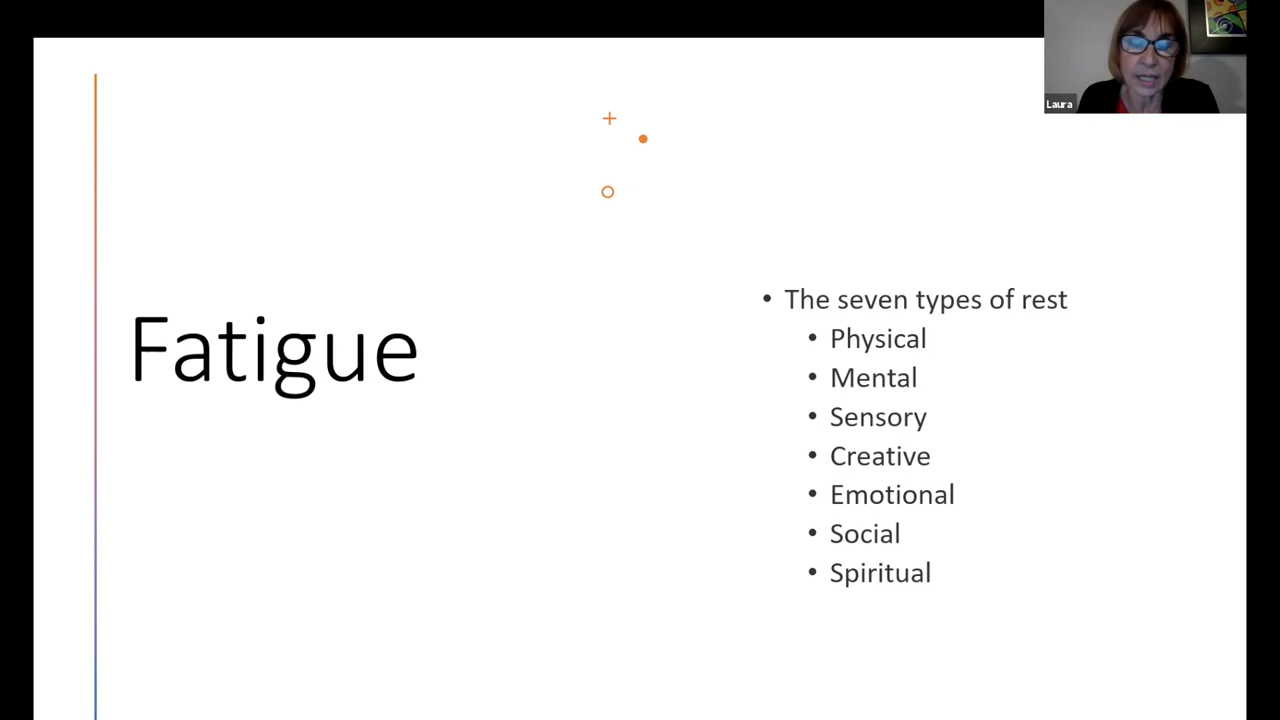 Laura
Fatigue
• The seven types of rest
• Physical
• Mental
• Sensory
• Creative
• Emotional
• Social
• Spiritual